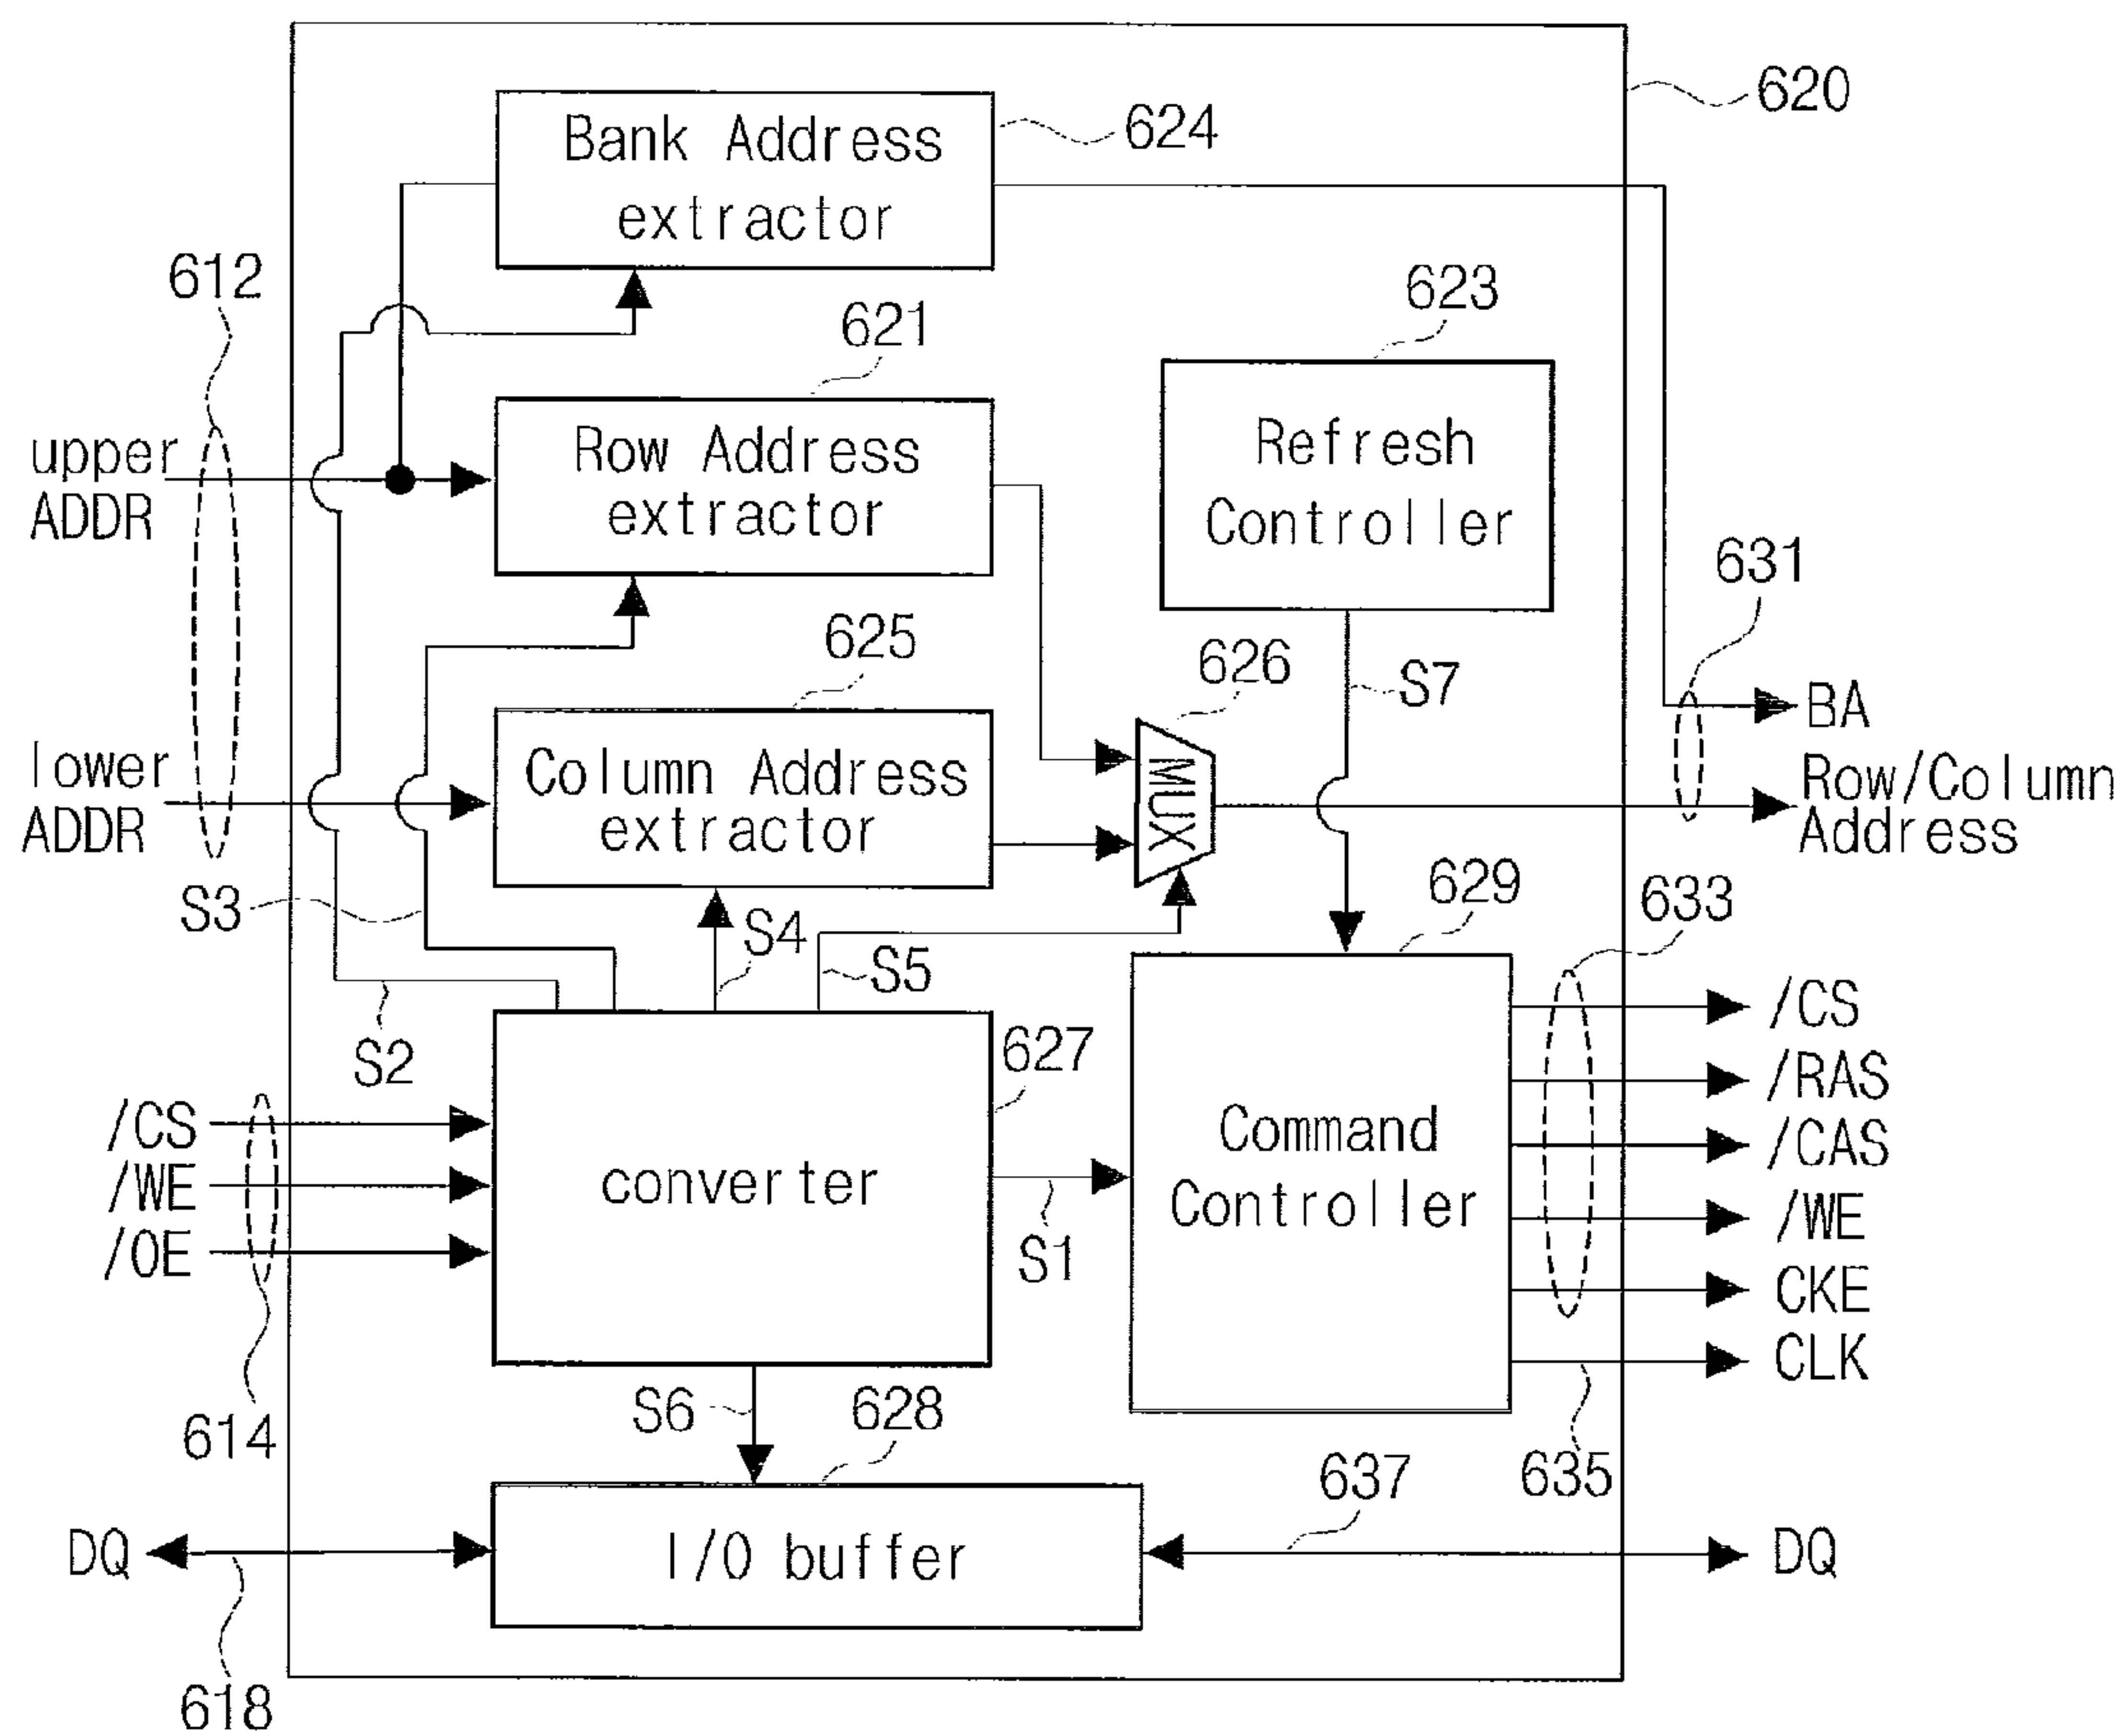 620
Bank Address
extractor
624
612
623
621
upper
ADDR
Row Address
extractor
Refresh
Controller
631
625
626
S7
BA
lower
ADDR
Column Address
extractor
MUX
Row/Column
Address
S3
S4
S5
629
633
S2
627
/CS
/RAS
/CS
/WE
/OE
converter
S1
Command
Controller
/CAS
/WE
CKE
CLK
614
S6
628
637
635
DQ
I/O buffer
DQ
618